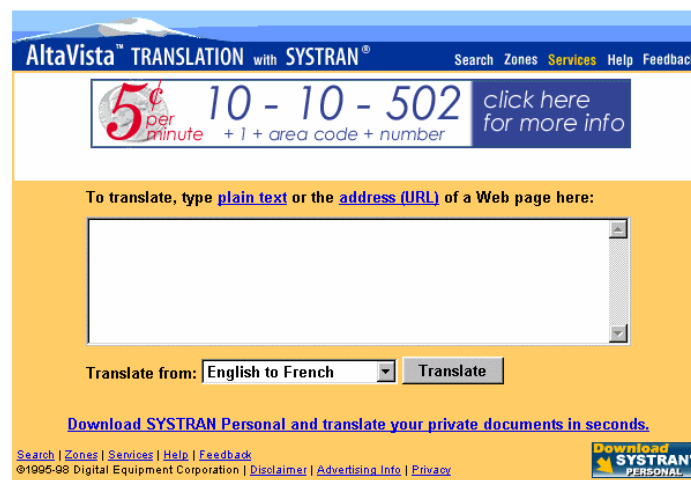 AltaVista™ TRANSLATION with SYSTRAN®
Search Zones Services Help Feedbac
5¢ per minute
10 - 10 - 502
+ 1 + area code + number
click here
for more info
To translate, type plain text or the address (URL) of a Web page here:
Translate from: English to French Translate
Download SYSTRAN Personal and translate your private documents in seconds.
Search | Zones | Services | Help | Feedback
©1995-98 Digital Equipment Corporation | Disclaimer | Advertising Info | Privacy
Download
SYSTRAN
PERSONAL